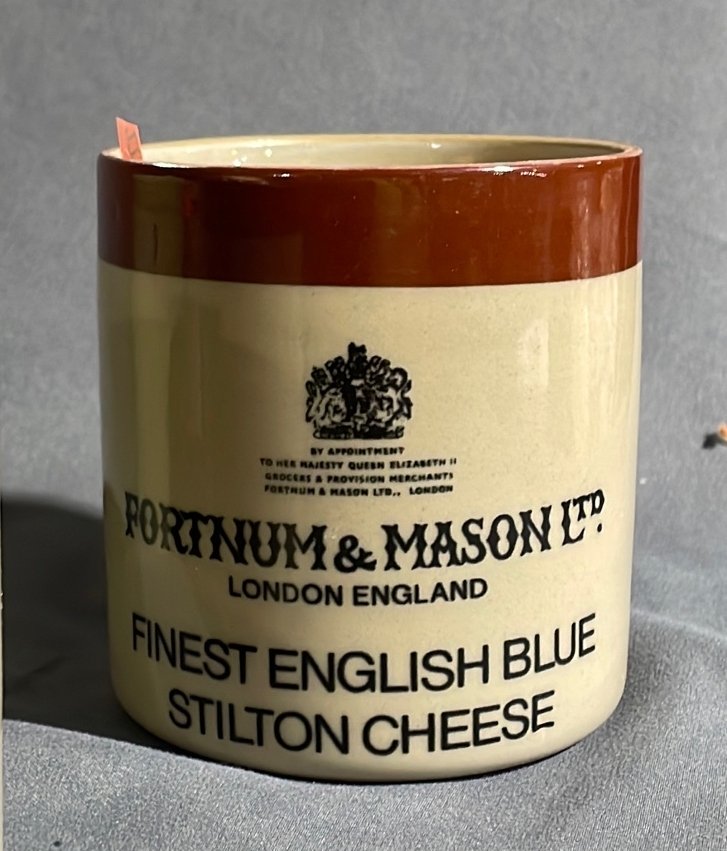 BY APPOINTMENT
TO HER MAJESTY QUEEN ELIZABETH II
GROCERS & PROVISION MERCHANTS
FORTNUM & MASON LTD., LONDON
FORTNUM & MASON LTD.
LONDON ENGLAND
FINEST ENGLISH BLUE
STILTON CHEESE